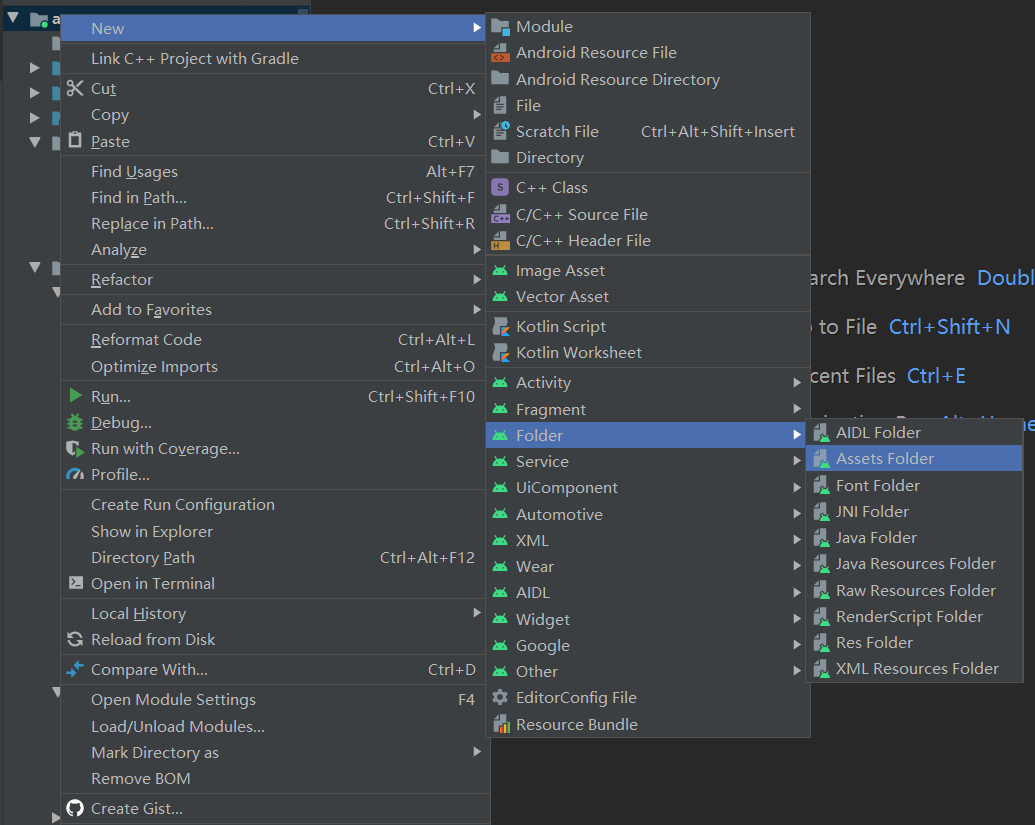 a
New
Link C++ Project with Gradle
Cut Ctrl+X
Copy
Paste Ctrl+V
Find Usages Alt+F7
Find in Path... Ctrl+Shift+F
Replace in Path... Ctrl+Shift+R
Analyze
Refactor
Add to Favorites
Reformat Code Ctrl+Alt+L
Optimize Imports Ctrl+Alt+O
Run... Ctrl+Shift+F10
Debug...
Run with Coverage...
Profile...
Create Run Configuration
Show in Explorer
Directory Path Ctrl+Alt+F12
Open in Terminal
Local History
Reload from Disk
Compare With... Ctrl+D
Open Module Settings F4
Load/Unload Modules...
Mark Directory as
Remove BOM
Create Gist...
Module
Android Resource File
Android Resource Directory
File
Scratch File Ctrl+Alt+Shift+Insert
Directory
C++ Class
C/C++ Source File
C/C++ Header File
Image Asset
Vector Asset
Kotlin Script
Kotlin Worksheet
Activity
Fragment
Folder
Service
UiComponent
Automotive
XML
Wear
AIDL
Widget
Google
Other
EditorConfig File
Resource Bundle
AIDL Folder
Assets Folder
Font Folder
JNI Folder
Java Folder
Java Resources Folder
Raw Resources Folder
RenderScript Folder
Res Folder
XML Resources Folder
arch Everywhere Doubl
to File Ctrl+Shift+N
cent Files Ctrl+E